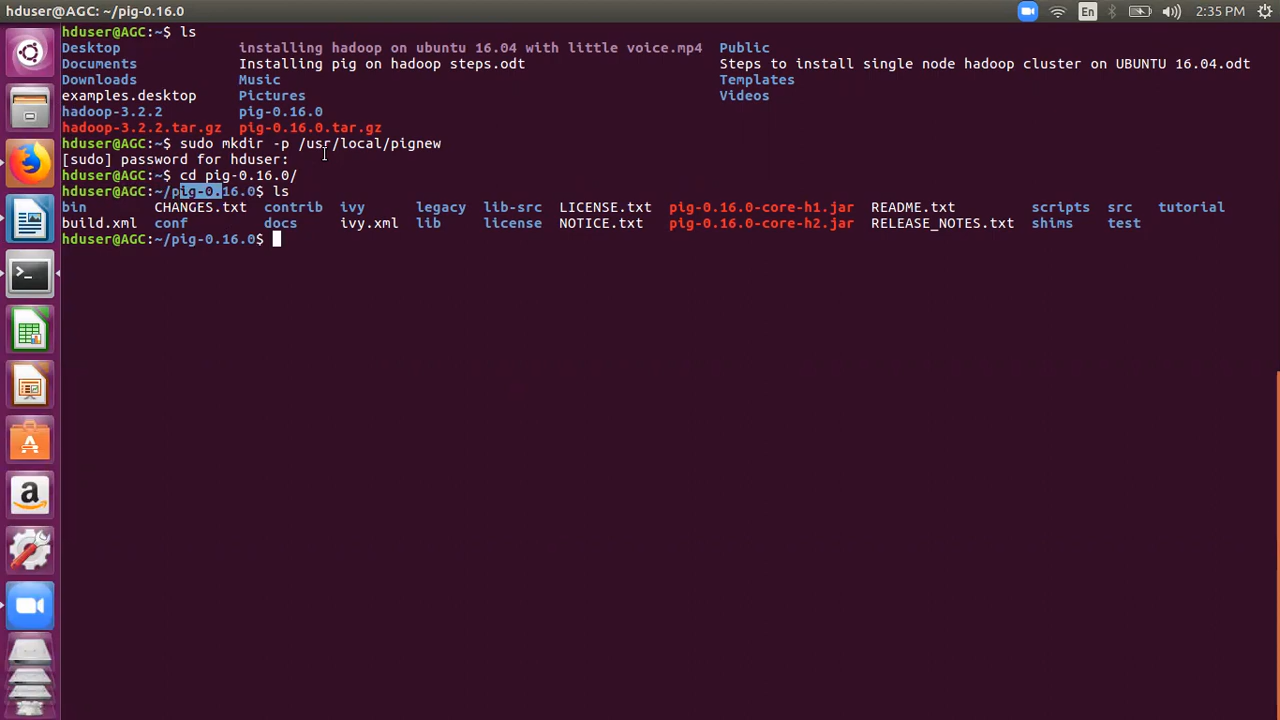 hduser@AGC: ~/pig-0.16.0
En
2:35 PM
hduser@AGC:~$ ls
Desktop installing hadoop on ubuntu 16.04 with little voice.mp4 Public
Documents Installing pig on hadoop steps.odt Steps to install single node hadoop cluster on UBUNTU 16.04.odt
Downloads Music Templates
examples.desktop Pictures Videos
hadoop-3.2.2 pig-0.16.0
hadoop-3.2.2.tar.gz pig-0.16.0.tar.gz
hduser@AGC:~$ sudo mkdir -p /usr/local/pignew
[sudo] password for hduser:
hduser@AGC:~$ cd pig-0.16.0/
hduser@AGC:~/pig-0.16.0$ ls
bin CHANGES.txt contrib ivy legacy lib-src LICENSE.txt pig-0.16.0-core-h1.jar README.txt scripts src tutorial
build.xml conf docs ivy.xml lib license NOTICE.txt pig-0.16.0-core-h2.jar RELEASE_NOTES.txt shims test
hduser@AGC:~/pig-0.16.0$